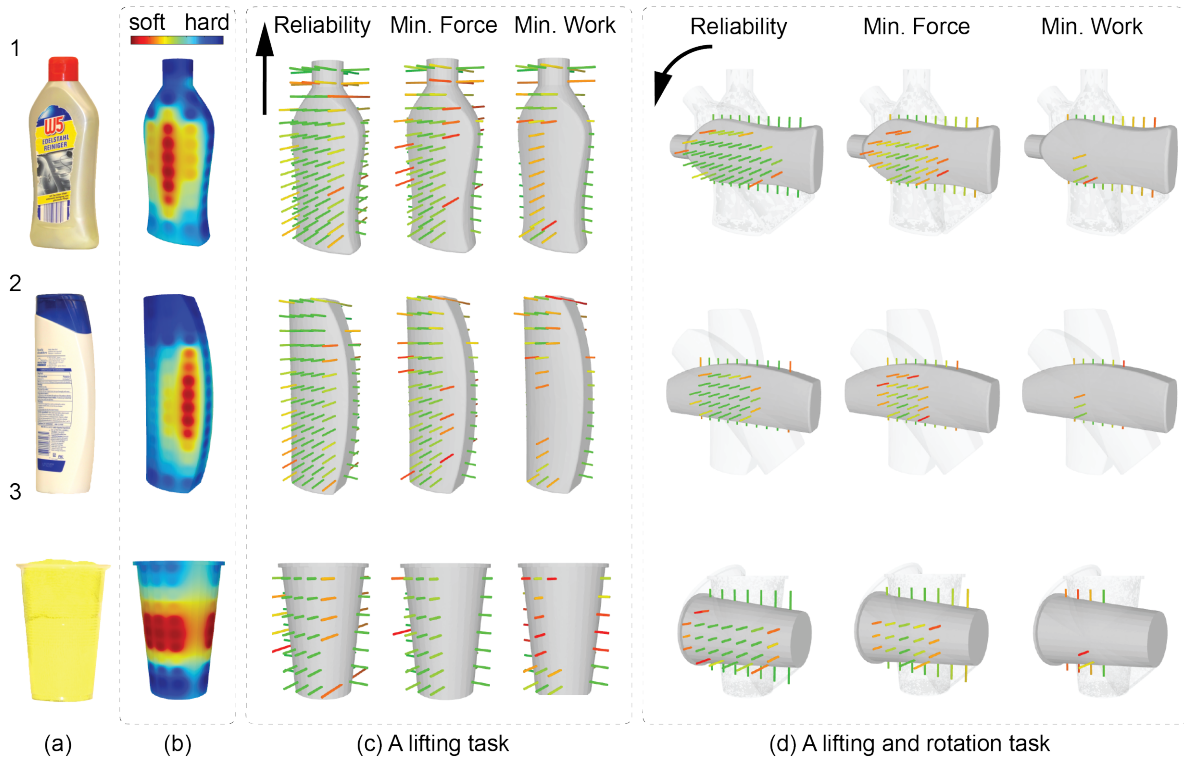 soft hard
Reliability Min. Force Min. Work
Reliability Min. Force Min. Work
1
W5
EDELSTAHL
REINIGER
2
3
(a)
(b)
(c) A lifting task
(d) A lifting and rotation task